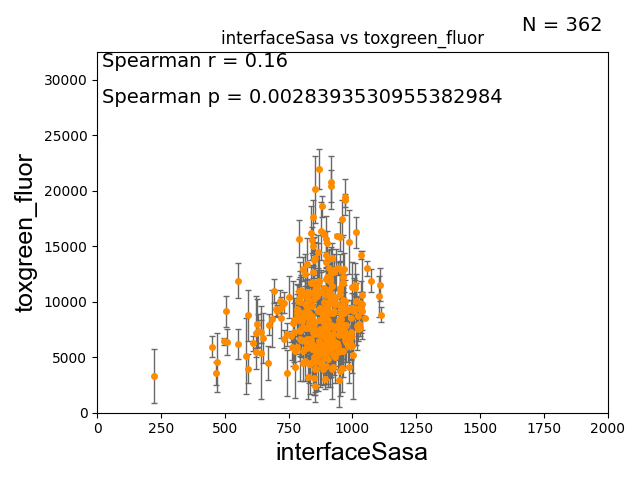 N = 362
interfaceSasa vs toxgreen_fluor
Spearman r = 0.16
Spearman p = 0.0028393530955382984
toxgreen_fluor
30000
25000
20000
15000
10000
5000
0
0 250 500 750 1000 1250 1500 1750 2000
interfaceSasa